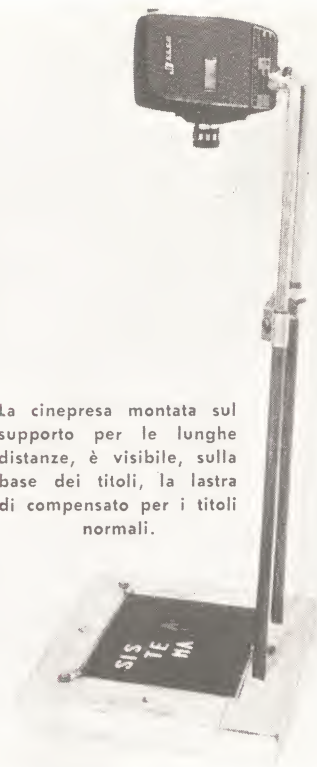 La cinepresa montata sul
supporto per le lunghe
distanze, è visibile, sulla
base dei titoli, la lastra
di compensato per i titoli
normali.
SIS
TE
MA